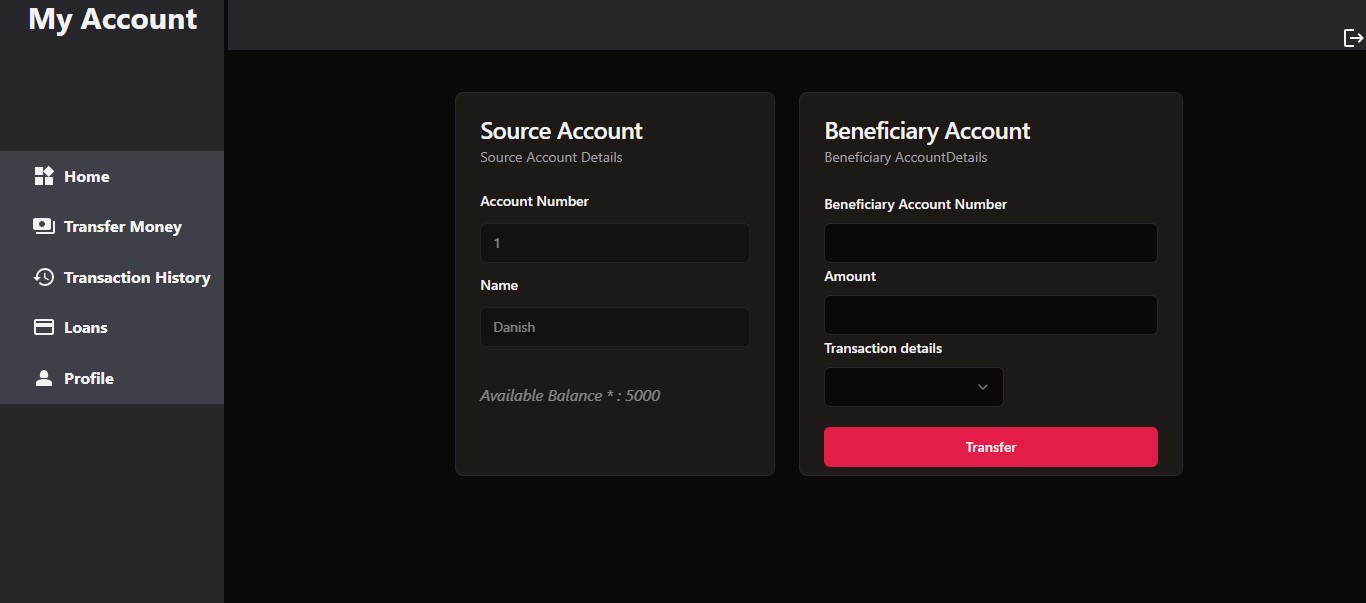 My Account
Home
Transfer Money
Transaction History
Loans
Profile
Source Account
Source Account Details
Account Number
1
Name
Danish
Available Balance * : 5000
Beneficiary Account
Beneficiary AccountDetails
Beneficiary Account Number
Amount
Transaction details
Transfer